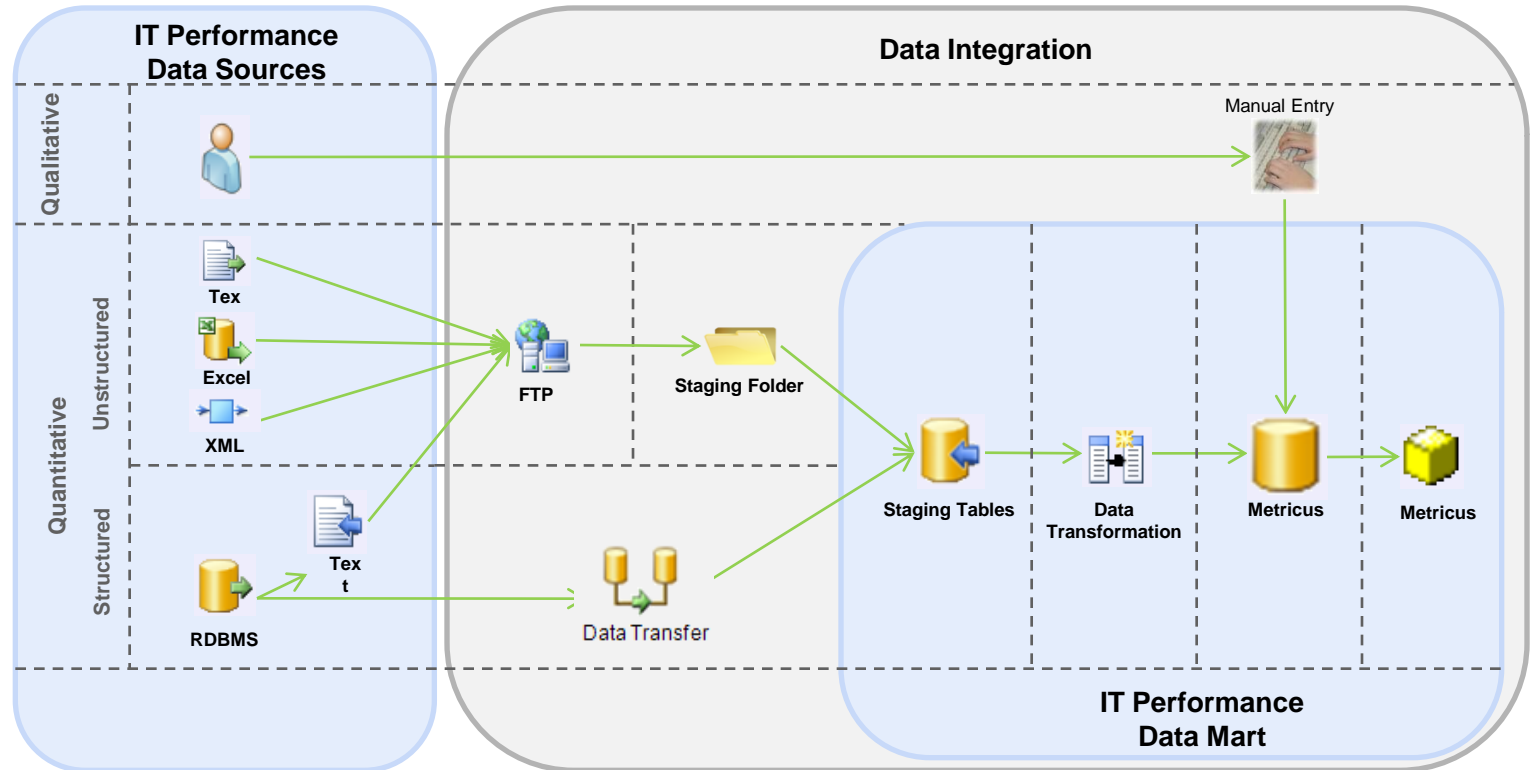 IT Performance
Data Sources
Data Integration
Qualitative
Manual Entry
Quantitative
Unstructured
Tex
Excel
XML
FTP
Staging Folder
Structured
Tex
t
RDBMS
Data Transfer
Staging Tables
Data
Transformation
Metricus
Metricus
IT Performance
Data Mart